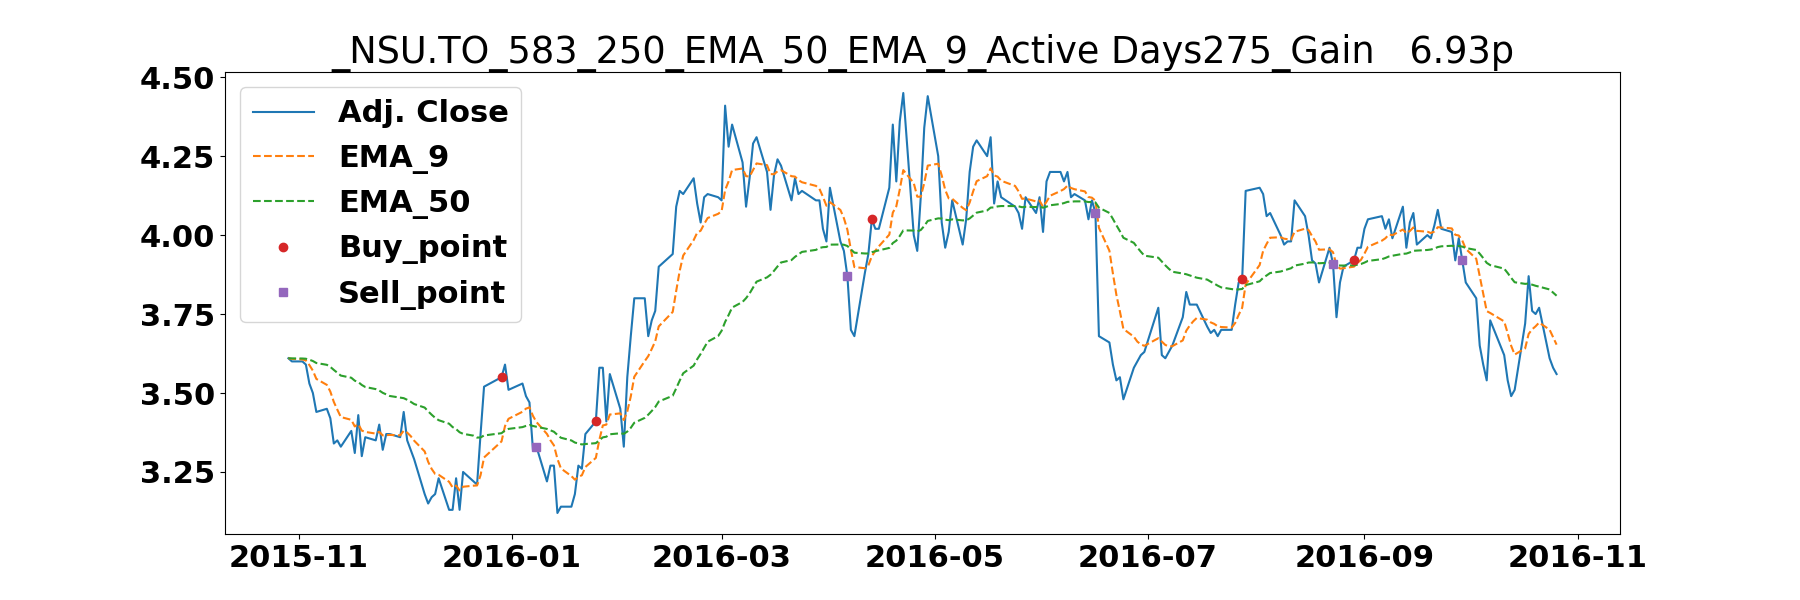 _NSU.TO_583_250_EMA_50_EMA_9_Active Days275_Gain   6.93p
4.50
4.25
4.00
3.75
3.50
3.25
Adj. Close
EMA_9
EMA_50
Buy_point
Sell_point
2015-11 2016-01 2016-03 2016-05 2016-07 2016-09 2016-11